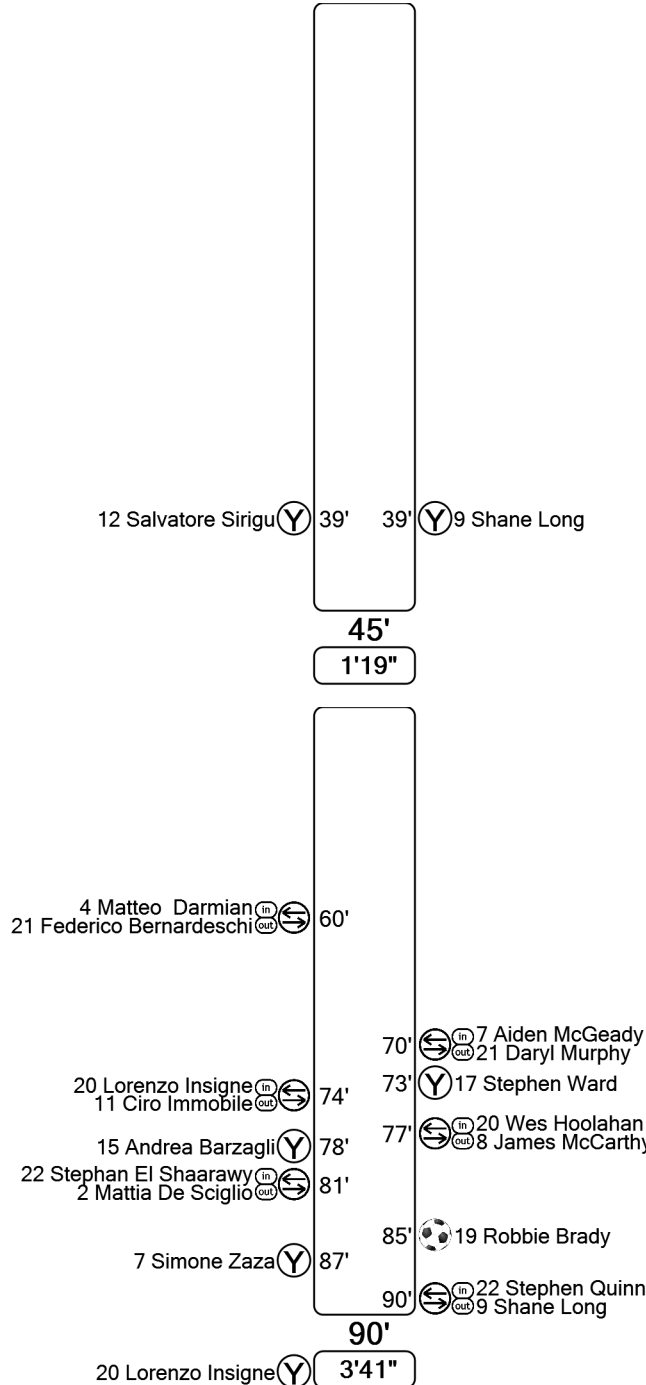 12 Salvatore Sirigu Y 39' 39' Y 9 Shane Long
45'
1'19"
4 Matteo Darmian in
21 Federico Bernardeschi out 60'
70' in 7 Aiden McGeady
out 21 Daryl Murphy
73' Y 17 Stephen Ward
20 Lorenzo Insigne in
11 Ciro Immobile out 74'
77' in 20 Wes Hoolahan
out 8 James McCarthy
15 Andrea Barzagli Y 78'
22 Stephan El Shaarawy in
2 Mattia De Sciglio out 81'
85' 19 Robbie Brady
7 Simone Zaza Y 87'
90' in 22 Stephen Quinn
out 9 Shane Long
90'
20 Lorenzo Insigne Y 3'41"